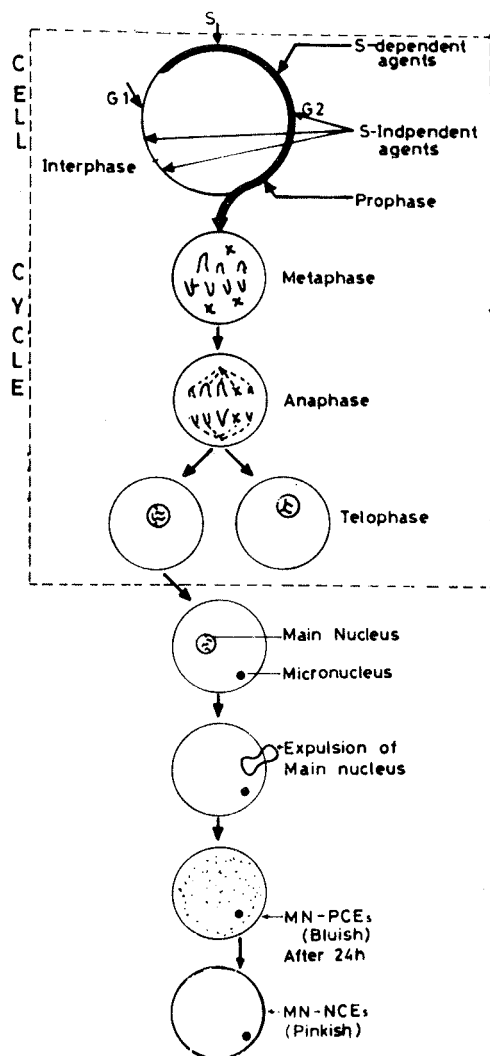 S
S-dependent
agents
G1
G2
S-Indpendent
agents
Interphase
Prophase
Metaphase
Anaphase
Telophase
CELL
CYCLE
Main Nucleus
Micronucleus
Expulsion of
Main nucleus
MN-PCEs
(Bluish)
After 24h
MN-NCEs
(Pinkish)